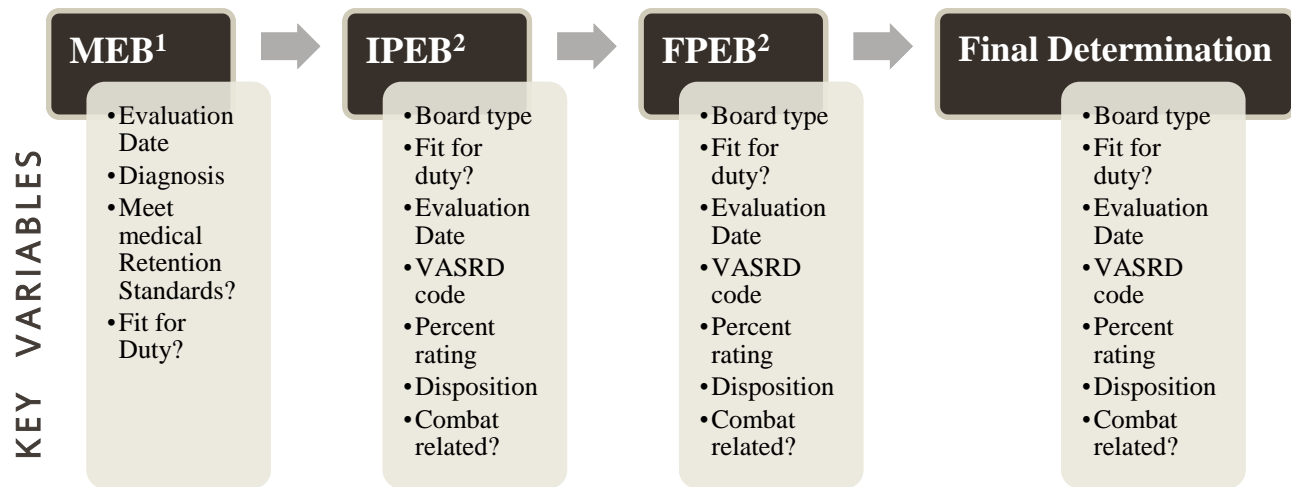 KEY VARIABLES
MEB¹
•Evaluation
Date
•Diagnosis
•Meet
medical
Retention
Standards?
•Fit for
Duty?
IPEB²
•Board type
•Fit for
duty?
•Evaluation
Date
•VASRD
code
•Percent
rating
•Disposition
•Combat
related?
FPEB²
•Board type
•Fit for
duty?
•Evaluation
Date
•VASRD
code
•Percent
rating
•Disposition
•Combat
related?
Final Determination
•Board type
•Fit for
duty?
•Evaluation
Date
•VASRD
code
•Percent
rating
•Disposition
•Combat
related?